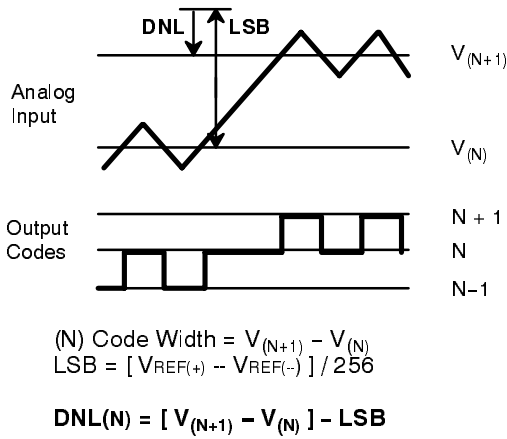 DNL LSB
V(N+1)
Analog
Input
V(N)
Output
Codes
N + 1
N
N–1
(N) Code Width = V(N+1) – V(N)
LSB = [ VREF(+) -- VREF(--) ] / 256
DNL(N) = [ V(N+1) – V(N) ] – LSB